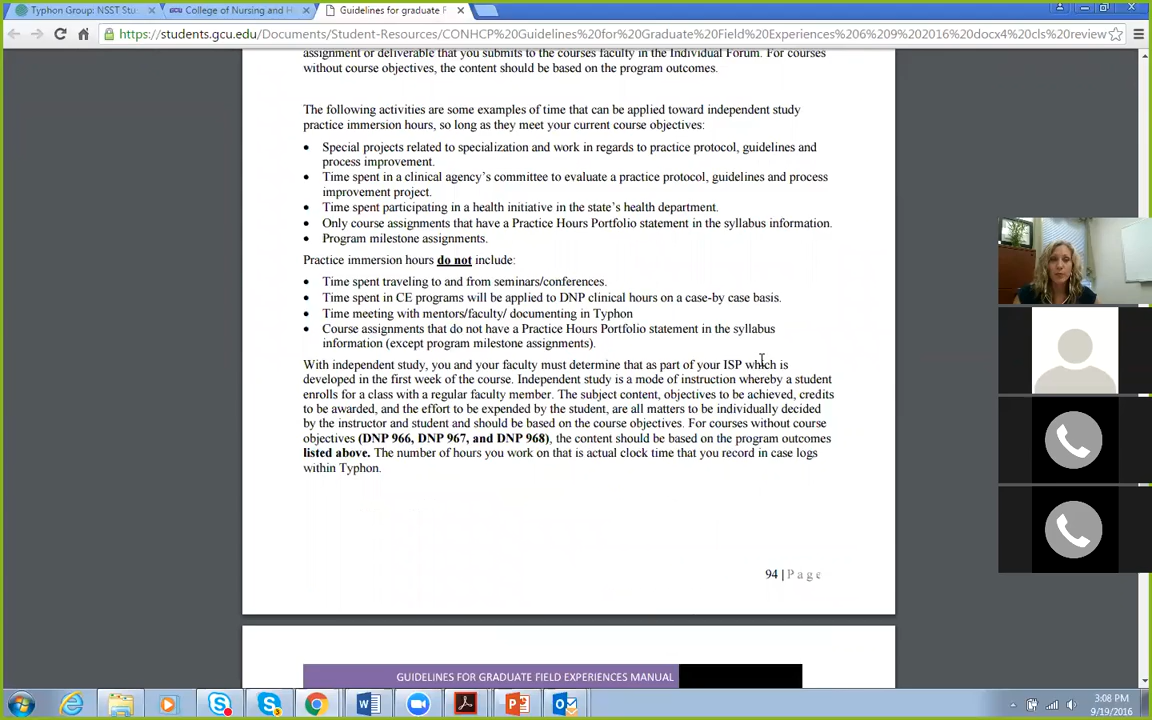 Typhon Group: NSST Stu
College of Nursing and H
Guidelines for graduate F
https://students.gcu.edu/Documents/Student-Resources/CONHCP%20Guidelines%20for%20Graduate%20Field%20Experiences%206%209%202016%20docx4%20cls%20review
assignment or deliverable that you submits to the courses faculty in the Individual Forum. For courses
without course objectives, the content should be based on the program outcomes.
The following activities are some examples of time that can be applied toward independent study
practice immersion hours, so long as they meet your current course objectives:
• Special projects related to specialization and work in regards to practice protocol, guidelines and
process improvement.
• Time spent in a clinical agency's committee to evaluate a practice protocol, guidelines and process
improvement project.
• Time spent participating in a health initiative in the state's health department.
• Only course assignments that have a Practice Hours Portfolio statement in the syllabus information.
• Program milestone assignments.
Practice immersion hours do not include:
• Time spent traveling to and from seminars/conferences.
• Time spent in CE programs will be applied to DNP clinical hours on a case-by case basis.
• Time meeting with mentors/faculty/ documenting in Typhon
• Course assignments that do not have a Practice Hours Portfolio statement in the syllabus
information (except program milestone assignments).
With independent study, you and your faculty must determine that as part of your ISP which is
developed in the first week of the course. Independent study is a mode of instruction whereby a student
enrolls for a class with a regular faculty member. The subject content, objectives to be achieved, credits
to be awarded, and the effort to be expended by the student, are all matters to be individually decided
by the instructor and student and should be based on the course objectives. For courses without course
objectives (DNP 966, DNP 967, and DNP 968), the content should be based on the program outcomes
listed above. The number of hours you work on that is actual clock time that you record in case logs
within Typhon.
94 | Page
GUIDELINES FOR GRADUATE FIELD EXPERIENCES MANUAL
3:08 PM
9/19/2016